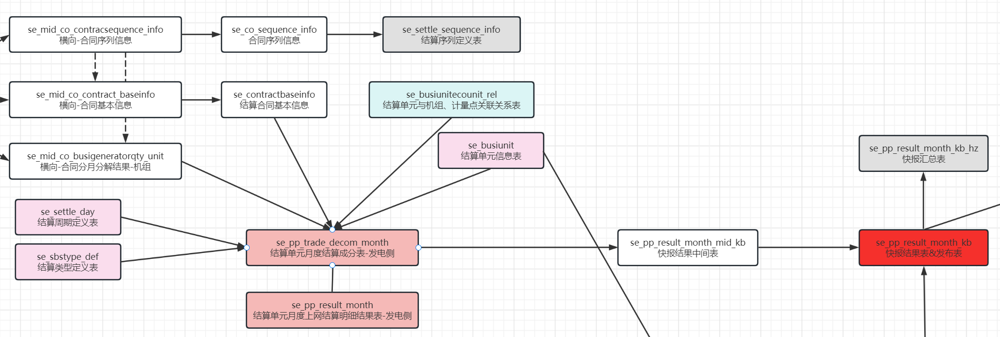 se_mid_co_contracsequence_info
横向-合同序列信息
se_co_sequence_info
合同序列信息
se_settle_sequence_info
结算序列定义表
se_mid_co_contract_baseinfo
横向-合同基本信息
se_contractbaseinfo
结算合同基本信息
se_busiunitecounit_rel
结算单元与机组、计量点关联关系表
se_busiunit
结算单元信息表
se_mid_co_busigeneratorqty_unit
横向-合同分月分解结果-机组
se_pp_result_month_kb_hz
快报汇总表
se_settle_day
结算周期定义表
se_sbstype_def
结算类型定义表
se_pp_trade_decom_month
结算单元月度结算成分表-发电侧
se_pp_result_month_mid_kb
快报结果中间表
se_pp_result_month_kb
快报结果表&发布表
se_pp_result_month
结算单元月度上网结算明细结果表-发电侧